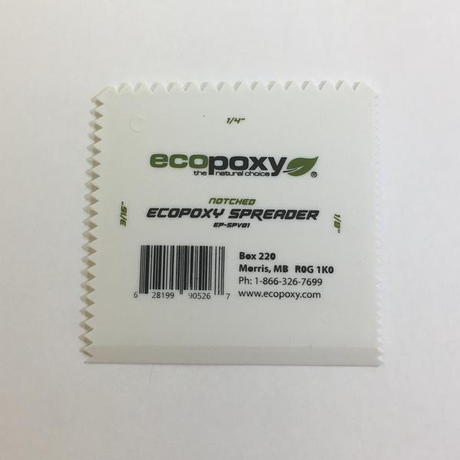 1/4"
ecopoxy®
the natural choice
3/16"
1/8"
NOTCHED
ECOPOXY SPREADER
EP-SPV01
Box 220
Morris, MB R0G 1K0
Ph: 1-866-326-7699
www.ecopoxy.com
6 28199 90526 7